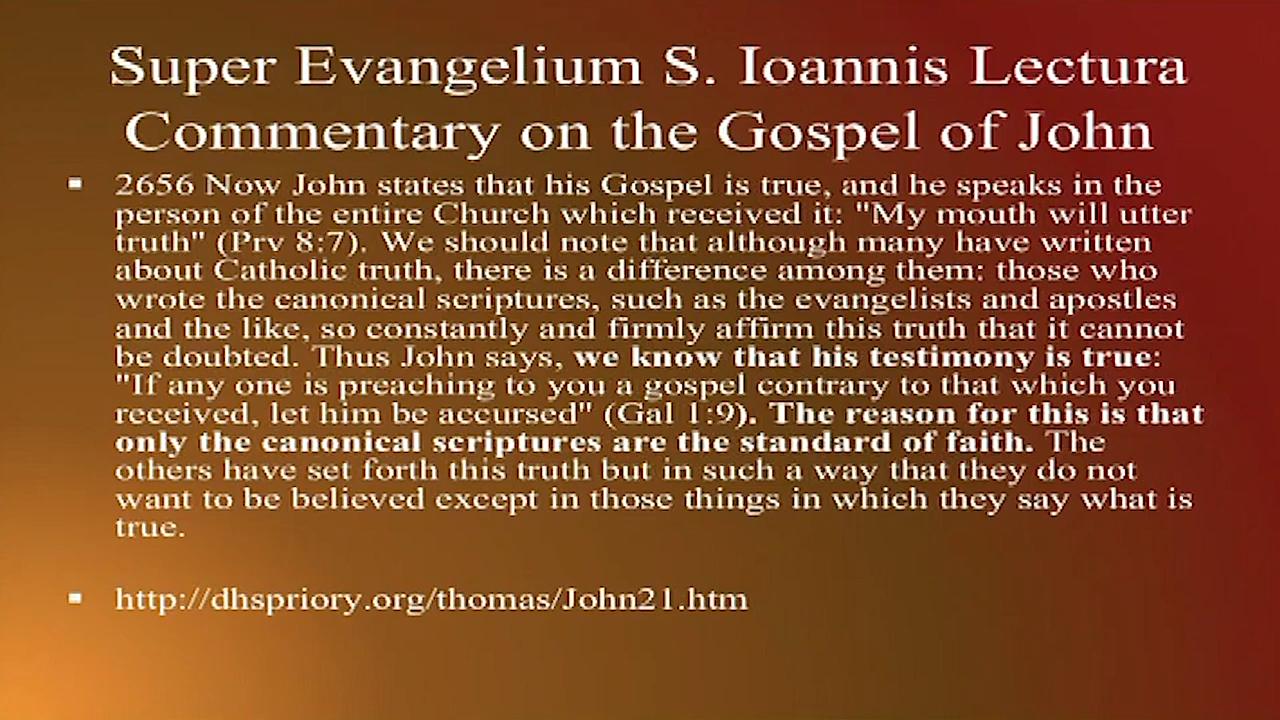 Super Evangelium S. Ioannis Lectura
Commentary on the Gospel of John
▪ 2656 Now John states that his Gospel is true, and he speaks in the
person of the entire Church which received it: "My mouth will utter
truth" (Prv 8:7). We should note that although many have written
about Catholic truth, there is a difference among them: those who
wrote the canonical scriptures, such as the evangelists and apostles
and the like, so constantly and firmly affirm this truth that it cannot
be doubted. Thus John says, we know that his testimony is true:
"If any one is preaching to you a gospel contrary to that which you
received, let him be accursed" (Gal 1:9). The reason for this is that
only the canonical scriptures are the standard of faith. The
others have set forth this truth but in such a way that they do not
want to be believed except in those things in which they say what is
true.
▪ http://dhspriory.org/thomas/John21.htm